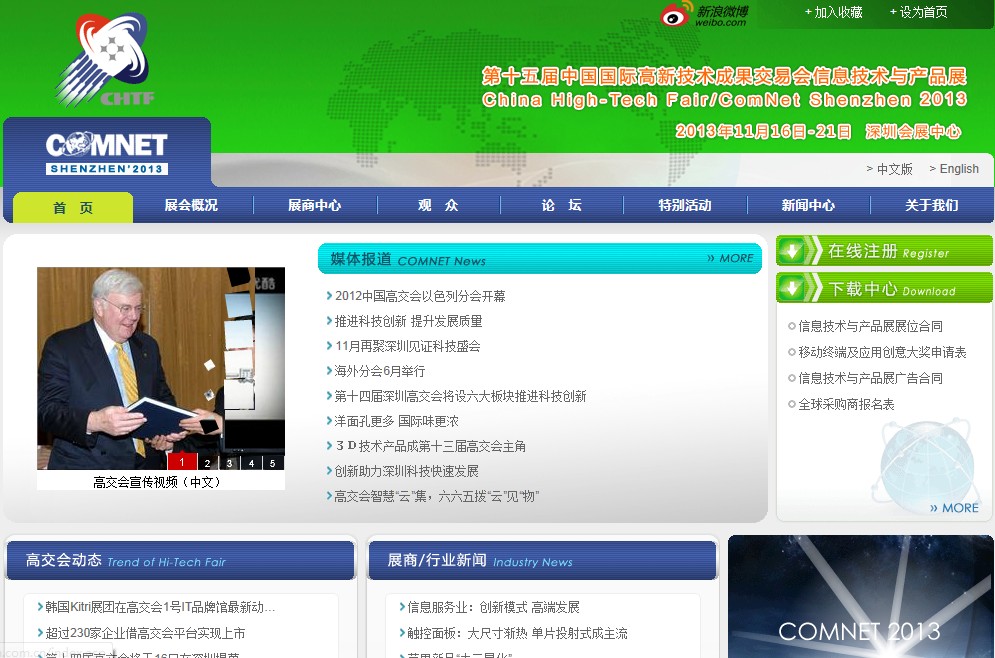 新浪微博
weibo.com
+ 加入收藏
+ 设为首页
CHTF
第十五届中国国际高新技术成果交易会信息技术与产品展
China High-Tech Fair/ComNet Shenzhen 2013
2013年11月16日-21日 深圳会展中心
COMNET
SHENZHEN'2013
> 中文版
> English
首 页
展会概况
展商中心
观 众
论 坛
特别活动
新闻中心
关于我们
1
2
3
4
5
高交会宣传视频（中文）
媒体报道 COMNET News
» MORE
2012中国高交会以色列分会开幕
推进科技创新 提升发展质量
11月再聚深圳见证科技盛会
海外分会6月举行
第十四届深圳高交会将设六大板块推进科技创新
洋面孔更多 国际味更浓
３Ｄ技术产品成第十三届高交会主角
创新助力深圳科技快速发展
高交会智慧“云”集，六六五拨“云”见“物”
在线注册 Register
下载中心 Download
信息技术与产品展展位合同
移动终端及应用创意大奖申请表
信息技术与产品展广告合同
全球采购商报名表
» MORE
高交会动态 Trend of Hi-Tech Fair
韩国Kitri展团在高交会1号IT品牌馆最新动...
超过230家企业借高交会平台实现上市
第十四届高交会将于16日在深圳揭幕
展商/行业新闻 Industry News
信息服务业：创新模式 高端发展
触控面板：大尺寸渐热 单片投射式成主流
COMNET 2013